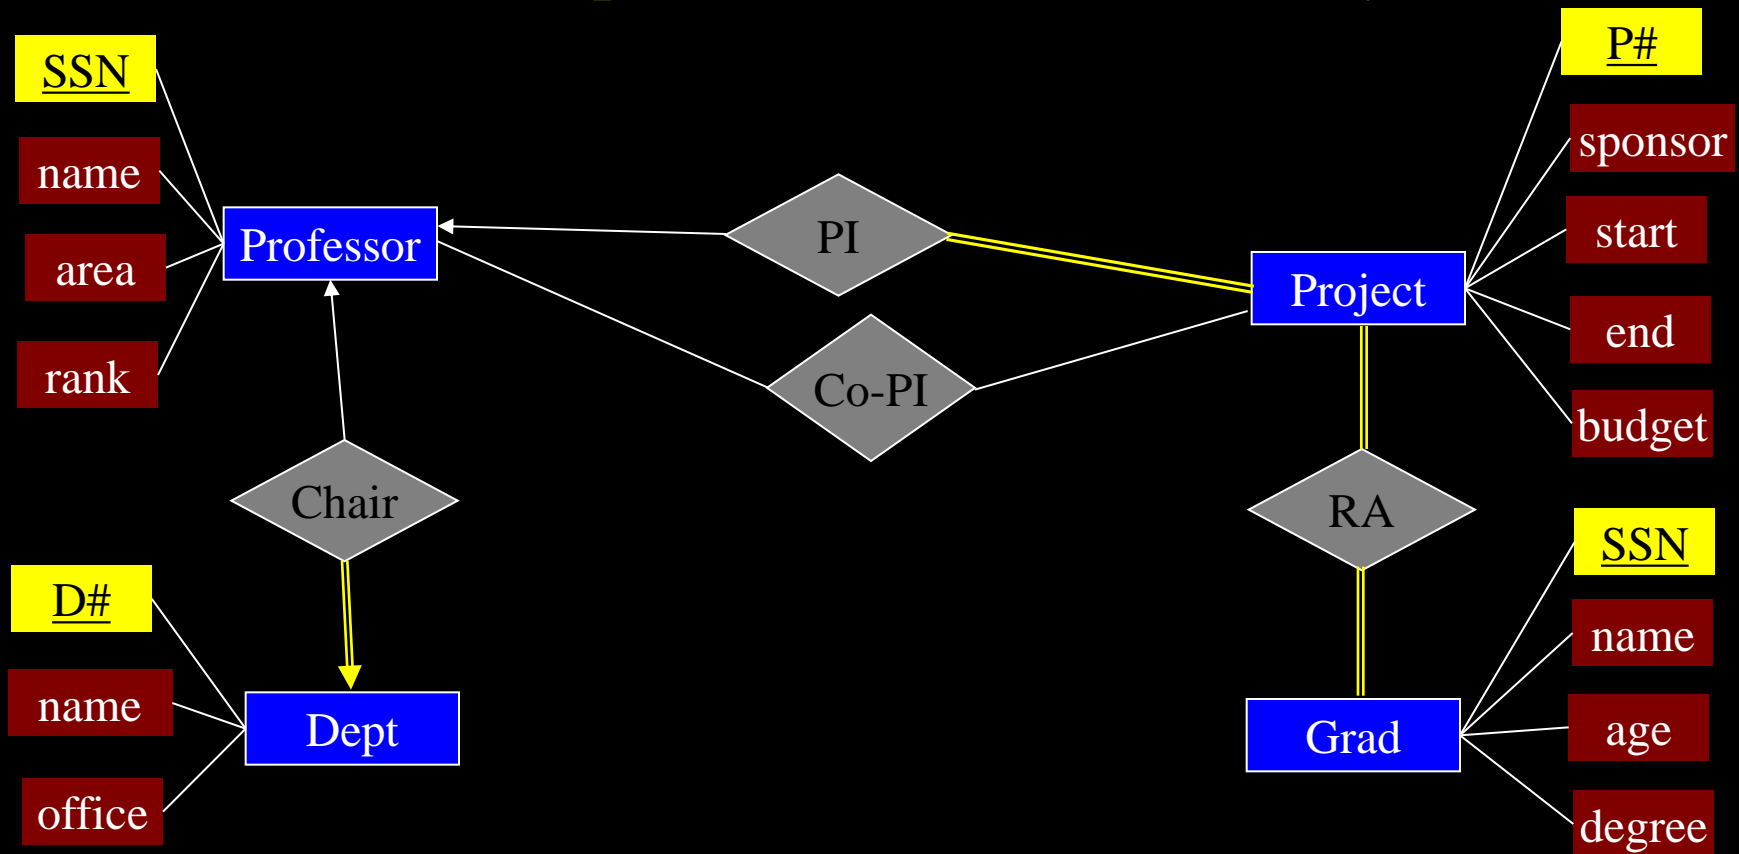 SSN
name
area
rank
Professor
PI
Co-PI
Project
P#
sponsor
start
end
budget
Chair
RA
D#
name
office
Dept
Grad
SSN
name
age
degree